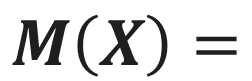 M(X) =